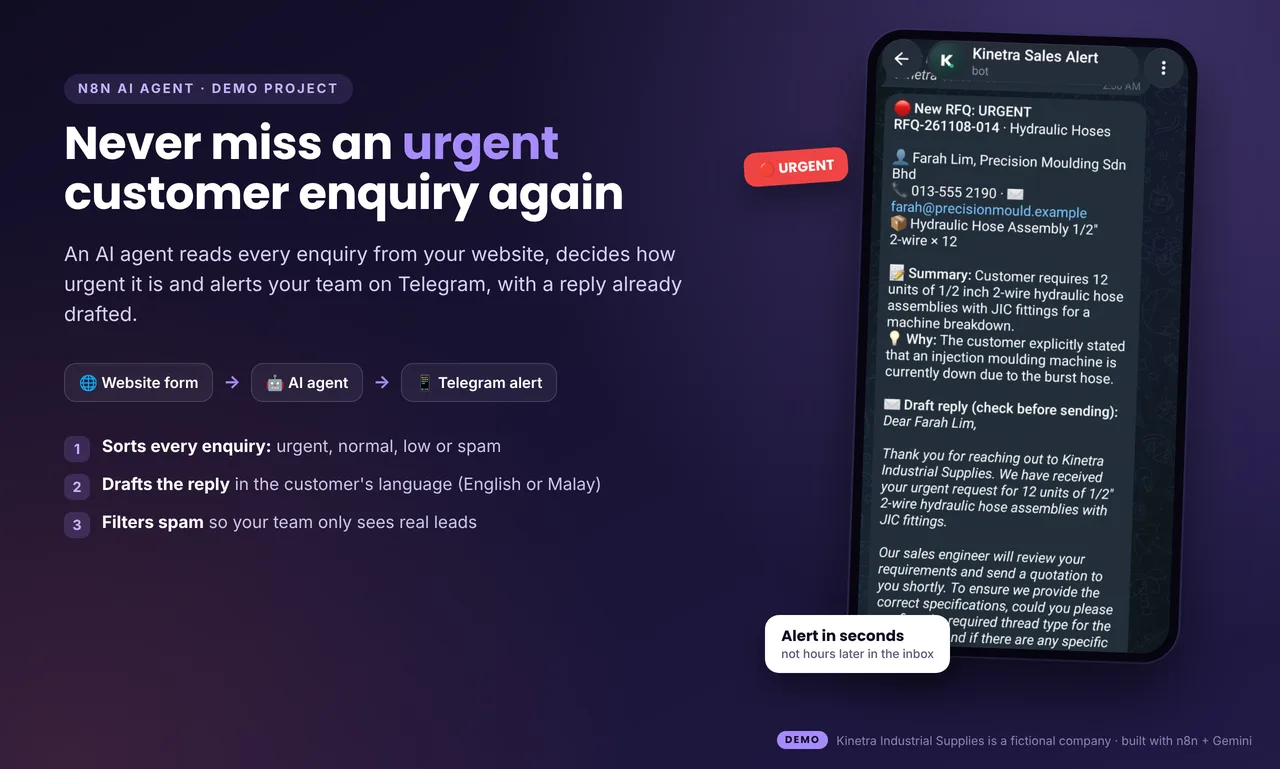 N8N AI AGENT · DEMO PROJECT
Never miss an urgent
customer enquiry again
An AI agent reads every enquiry from your website, decides how
urgent it is and alerts your team on Telegram, with a reply already
drafted.
🌐 Website form → 🤖 AI agent → 📱 Telegram alert
1 Sorts every enquiry: urgent, normal, low or spam
2 Drafts the reply in the customer's language (English or Malay)
3 Filters spam so your team only sees real leads
🔴 URGENT
K
Kinetra Sales Alert
bot
🔴 New RFQ: URGENT
RFQ-261108-014 · Hydraulic Hoses
👤 Farah Lim, Precision Moulding Sdn
Bhd
📞 013-555 2190 · ✉️
farah@precisionmould.example
📦 Hydraulic Hose Assembly 1/2"
2-wire × 12
📝 Summary: Customer requires 12
units of 1/2 inch 2-wire hydraulic hose
assemblies with JIC fittings for a
machine breakdown.
💡 Why: The customer explicitly stated
that an injection moulding machine is
currently down due to the burst hose.
✉️ Draft reply (check before sending):
Dear Farah Lim,
Thank you for reaching out to Kinetra
Industrial Supplies. We have received
your urgent request for 12 units of 1/2"
2-wire hydraulic hose assemblies with
JIC fittings.
Our sales engineer will review your
requirements and send a quotation to
you shortly. To ensure we provide the
correct specifications, could you please
required thread type for the
if there are any specific
Alert in seconds
not hours later in the inbox
DEMO Kinetra Industrial Supplies is a fictional company · built with n8n + Gemini